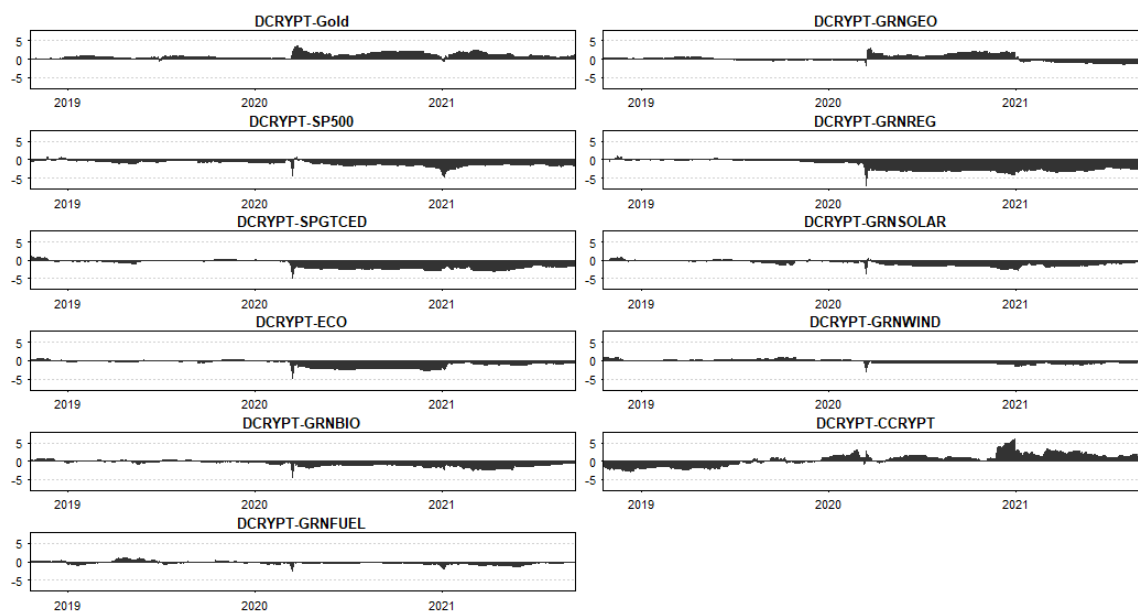 DCRYPT-Gold
5
0
-5
2019 2020 2021
DCRYPT-SP500
5
0
-5
2019 2020 2021
DCRYPT-SPGTCED
5
0
-5
2019 2020 2021
DCRYPT-ECO
5
0
-5
2019 2020 2021
DCRYPT-GRNBIO
5
0
-5
2019 2020 2021
DCRYPT-GRNFUEL
5
0
-5
2019 2020 2021
DCRYPT-GRNGEO
5
0
-5
2019 2020 2021
DCRYPT-GRNREG
5
0
-5
2019 2020 2021
DCRYPT-GRNSOLAR
5
0
-5
2019 2020 2021
DCRYPT-GRNWIND
5
0
-5
2019 2020 2021
DCRYPT-CCRYPT
5
0
-5
2019 2020 2021